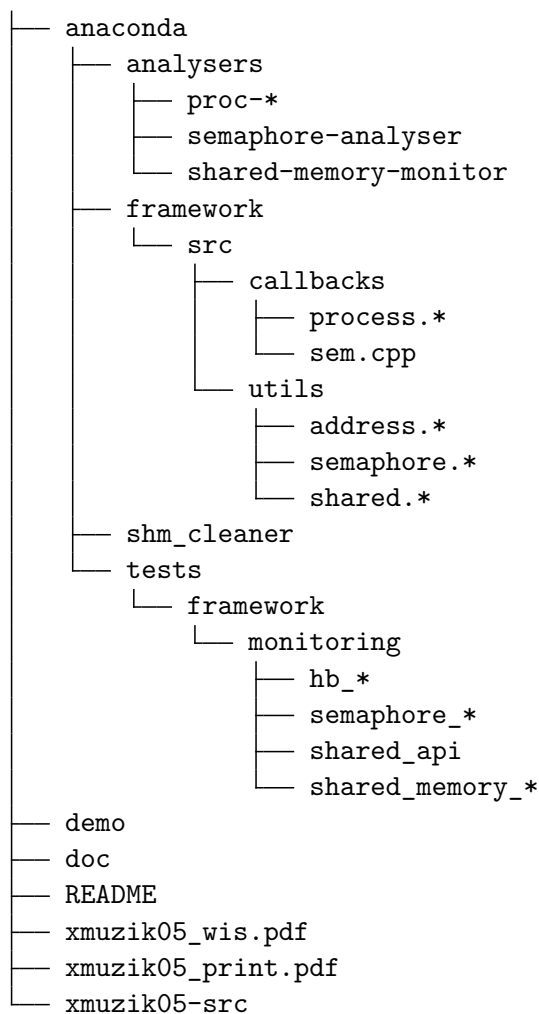 anaconda
analysers
proc-*
semaphore-analyser
shared-memory-monitor
framework
src
callbacks
process.*
sem.cpp
utils
address.*
semaphore.*
shared.*
shm_cleaner
tests
framework
monitoring
hb_*
semaphore_*
shared_api
shared_memory_*
demo
doc
README
xmuzik05_wis.pdf
xmuzik05_print.pdf
xmuzik05-src